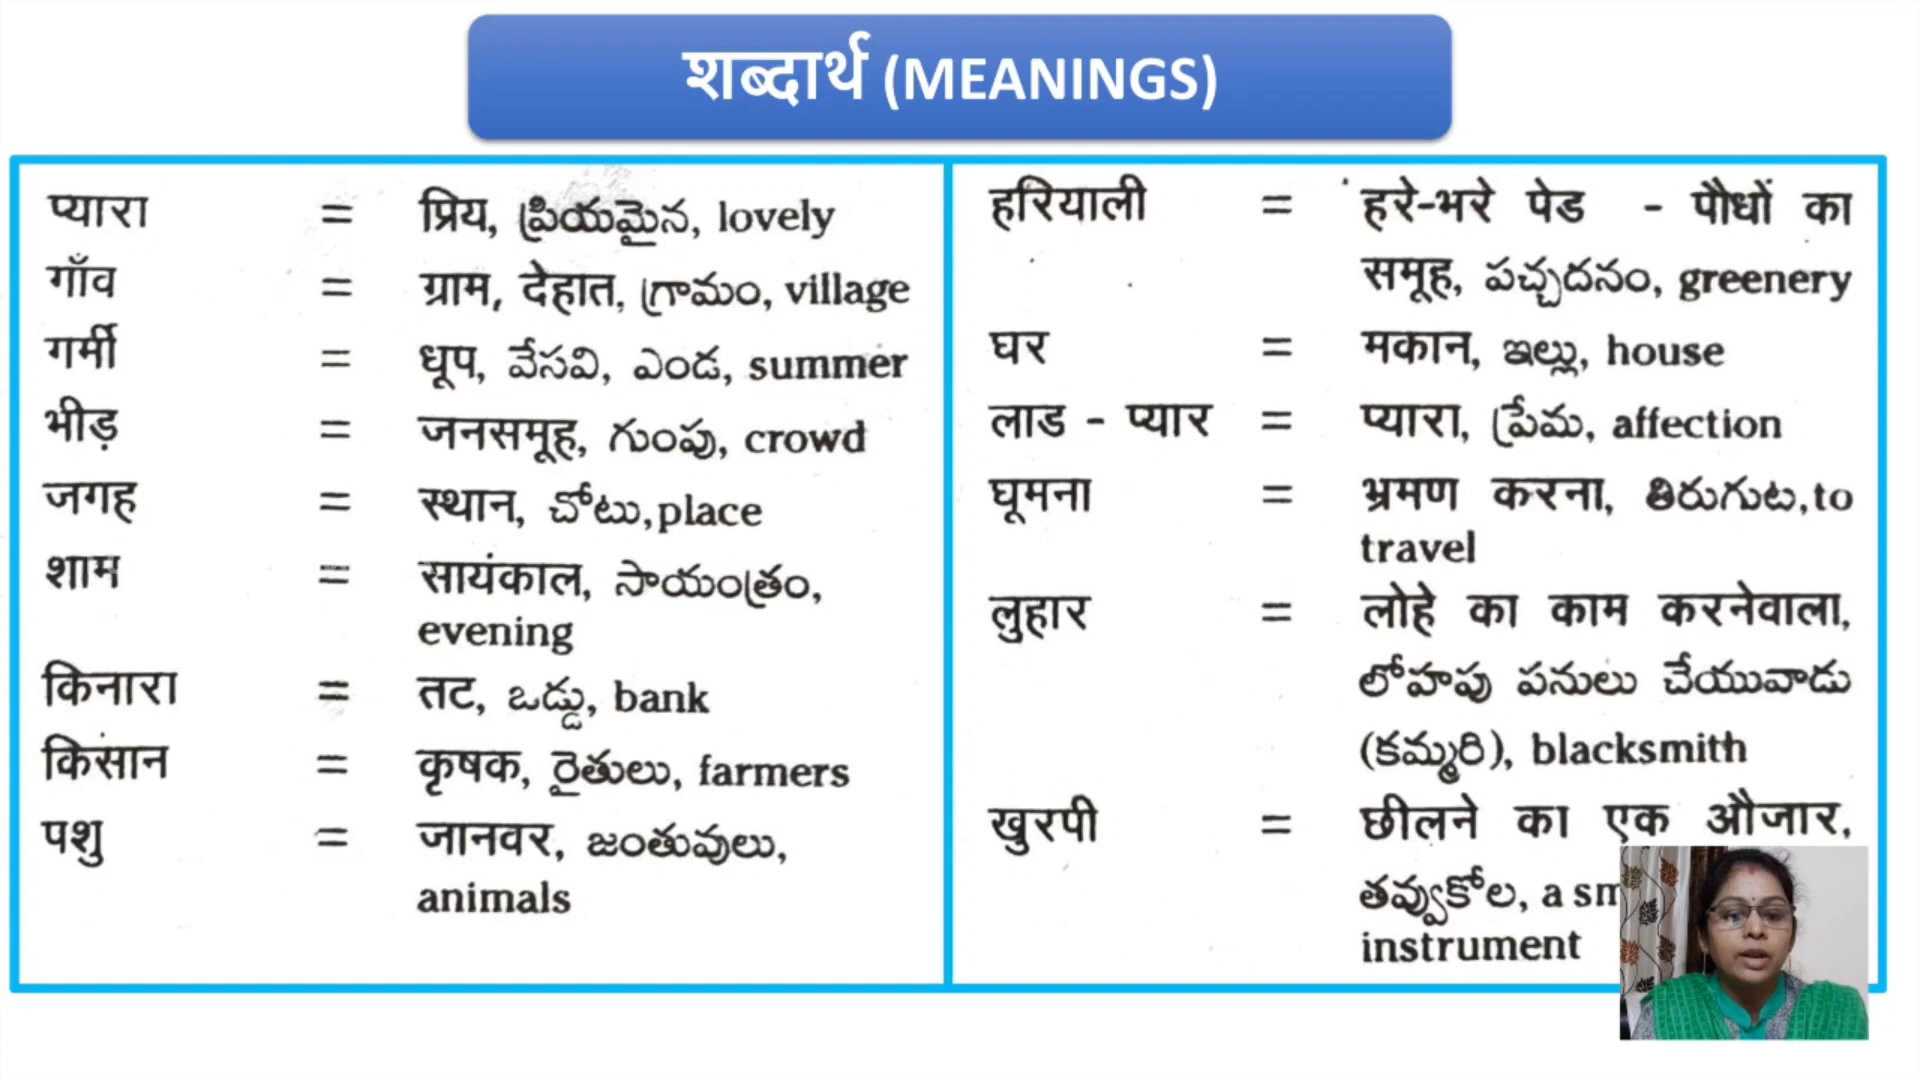 शब्दार्थ (MEANINGS)
प्यारा = प्रिय, ప్రియమైన, lovely
गाँव = ग्राम, देहात, గ్రామం, village
गर्मी = धूप, వేసవి, ఎండ, summer
भीड़ = जनसमूह, గుంపు, crowd
जगह = स्थान, చోటు, place
शाम = सायंकाल, సాయంత్రం,
evening
किनारा = तट, ఒడ్డు, bank
किसान = कृषक, రైతులు, farmers
पशु = जानवर, జంతువులు,
animals
हरियाली = हरे-भरे पेड - पौधों का
समूह, పచ్చదనం, greenery
घर = मकान, ఇల్లు, house
लाड - प्यार = प्यारा, ప్రేమ, affection
घूमना = भ्रमण करना, తిరుగుట, to
travel
लुहार = लोहे का काम करनेवाला,
లోహపు పనులు చేయువాడు
(కమ్మరి), blacksmith
खुरपी = छीलने का एक औजार,
తవ్వుకోల, a
instrument